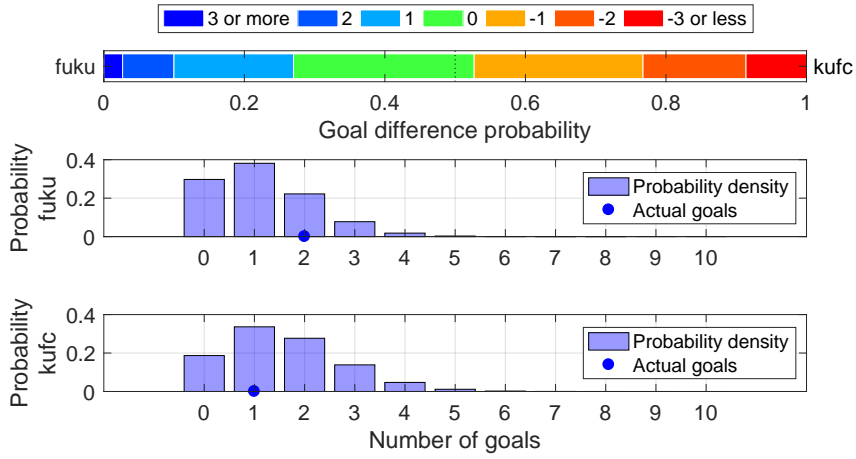 3 or more 2 1 0 -1 -2 -3 or less
fuku kufc
0 0.2 0.4 0.6 0.8 1
Goal difference probability
Probability
fuku
0.4
0.2
0
Probability density
Actual goals
0 1 2 3 4 5 6 7 8 9 10
Probability
kufc
0.4
0.2
0
Probability density
Actual goals
0 1 2 3 4 5 6 7 8 9 10
Number of goals